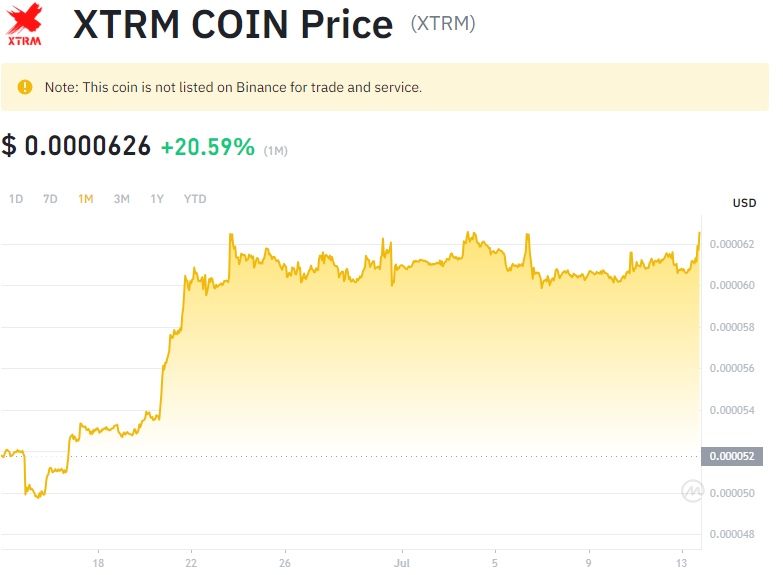 XTRM
XTRM COIN Price (XTRM)
Note: This coin is not listed on Binance for trade and service.
$ 0.0000626 +20.59% (1M)
1D 7D 1M 3M 1Y YTD
USD
0.000062
0.000060
0.000058
0.000056
0.000054
0.000052
0.000050
0.000048
18 22 26 Jul 5 9 13